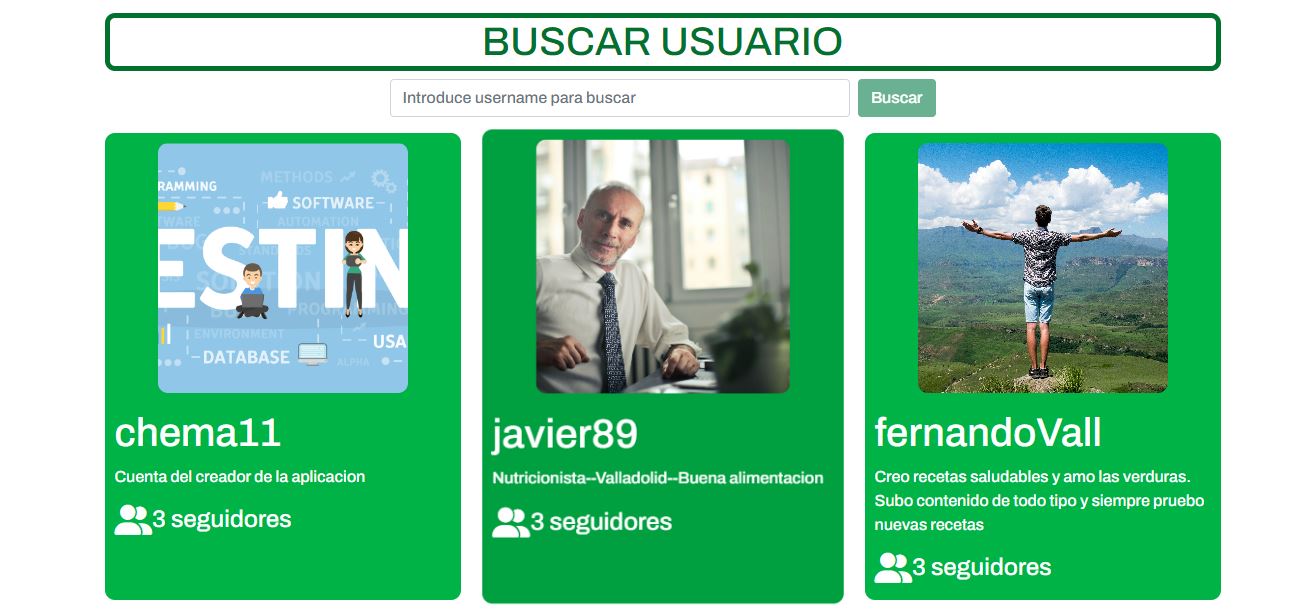 BUSCAR USUARIO
Introduce username para buscar
Buscar
RAMMING
METHODS
SOFTWARE
WARE
AUTOMATION
ESTIN
PROGRAMMING
ENVIRONMENT
USA
DATABASE
ALPHA
chema11
Cuenta del creador de la aplicacion
3 seguidores
javier89
Nutricionista--Valladolid--Buena alimentacion
3 seguidores
fernandoVall
Creo recetas saludables y amo las verduras.
Subo contenido de todo tipo y siempre pruebo
nuevas recetas
3 seguidores